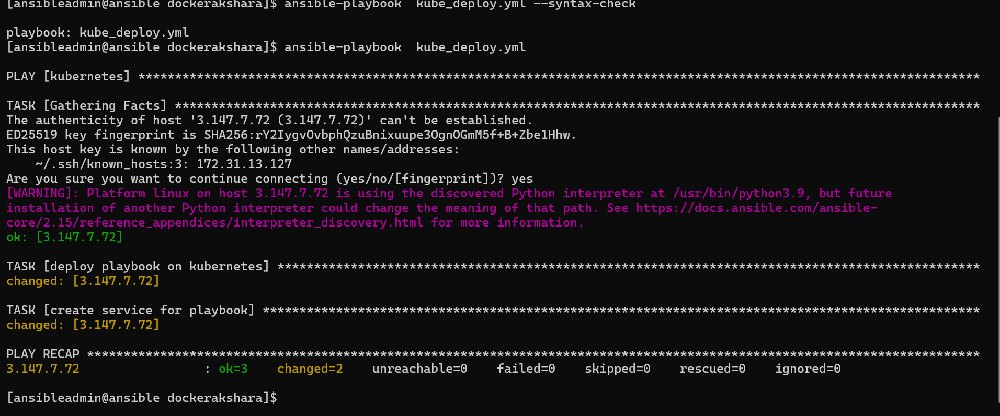 [ansibleadmin@ansible dockerakshara]$ ansible-playbook  kube_deploy.yml --syntax-check
playbook: kube_deploy.yml
[ansibleadmin@ansible dockerakshara]$ ansible-playbook  kube_deploy.yml
PLAY [kubernetes] *******************************************************************************************************************
TASK [Gathering Facts] **************************************************************************************************************
The authenticity of host '3.147.7.72 (3.147.7.72)' can't be established.
ED25519 key fingerprint is SHA256:rY2IygvOvbphQzuBnixuupe3OgnOGmM5f+B+Zbe1Hhw.
This host key is known by the following other names/addresses:
    ~/.ssh/known_hosts:3: 172.31.13.127
Are you sure you want to continue connecting (yes/no/[fingerprint])? yes
[WARNING]: Platform linux on host 3.147.7.72 is using the discovered Python interpreter at /usr/bin/python3.9, but future
installation of another Python interpreter could change the meaning of that path. See https://docs.ansible.com/ansible-
core/2.15/reference_appendices/interpreter_discovery.html for more information.
ok: [3.147.7.72]
TASK [deploy playbook on kubernetes] ************************************************************************************************
changed: [3.147.7.72]
TASK [create service for playbook] **************************************************************************************************
changed: [3.147.7.72]
PLAY RECAP **************************************************************************************************************************
3.147.7.72                 : ok=3    changed=2    unreachable=0    failed=0    skipped=0    rescued=0    ignored=0
[ansibleadmin@ansible dockerakshara]$